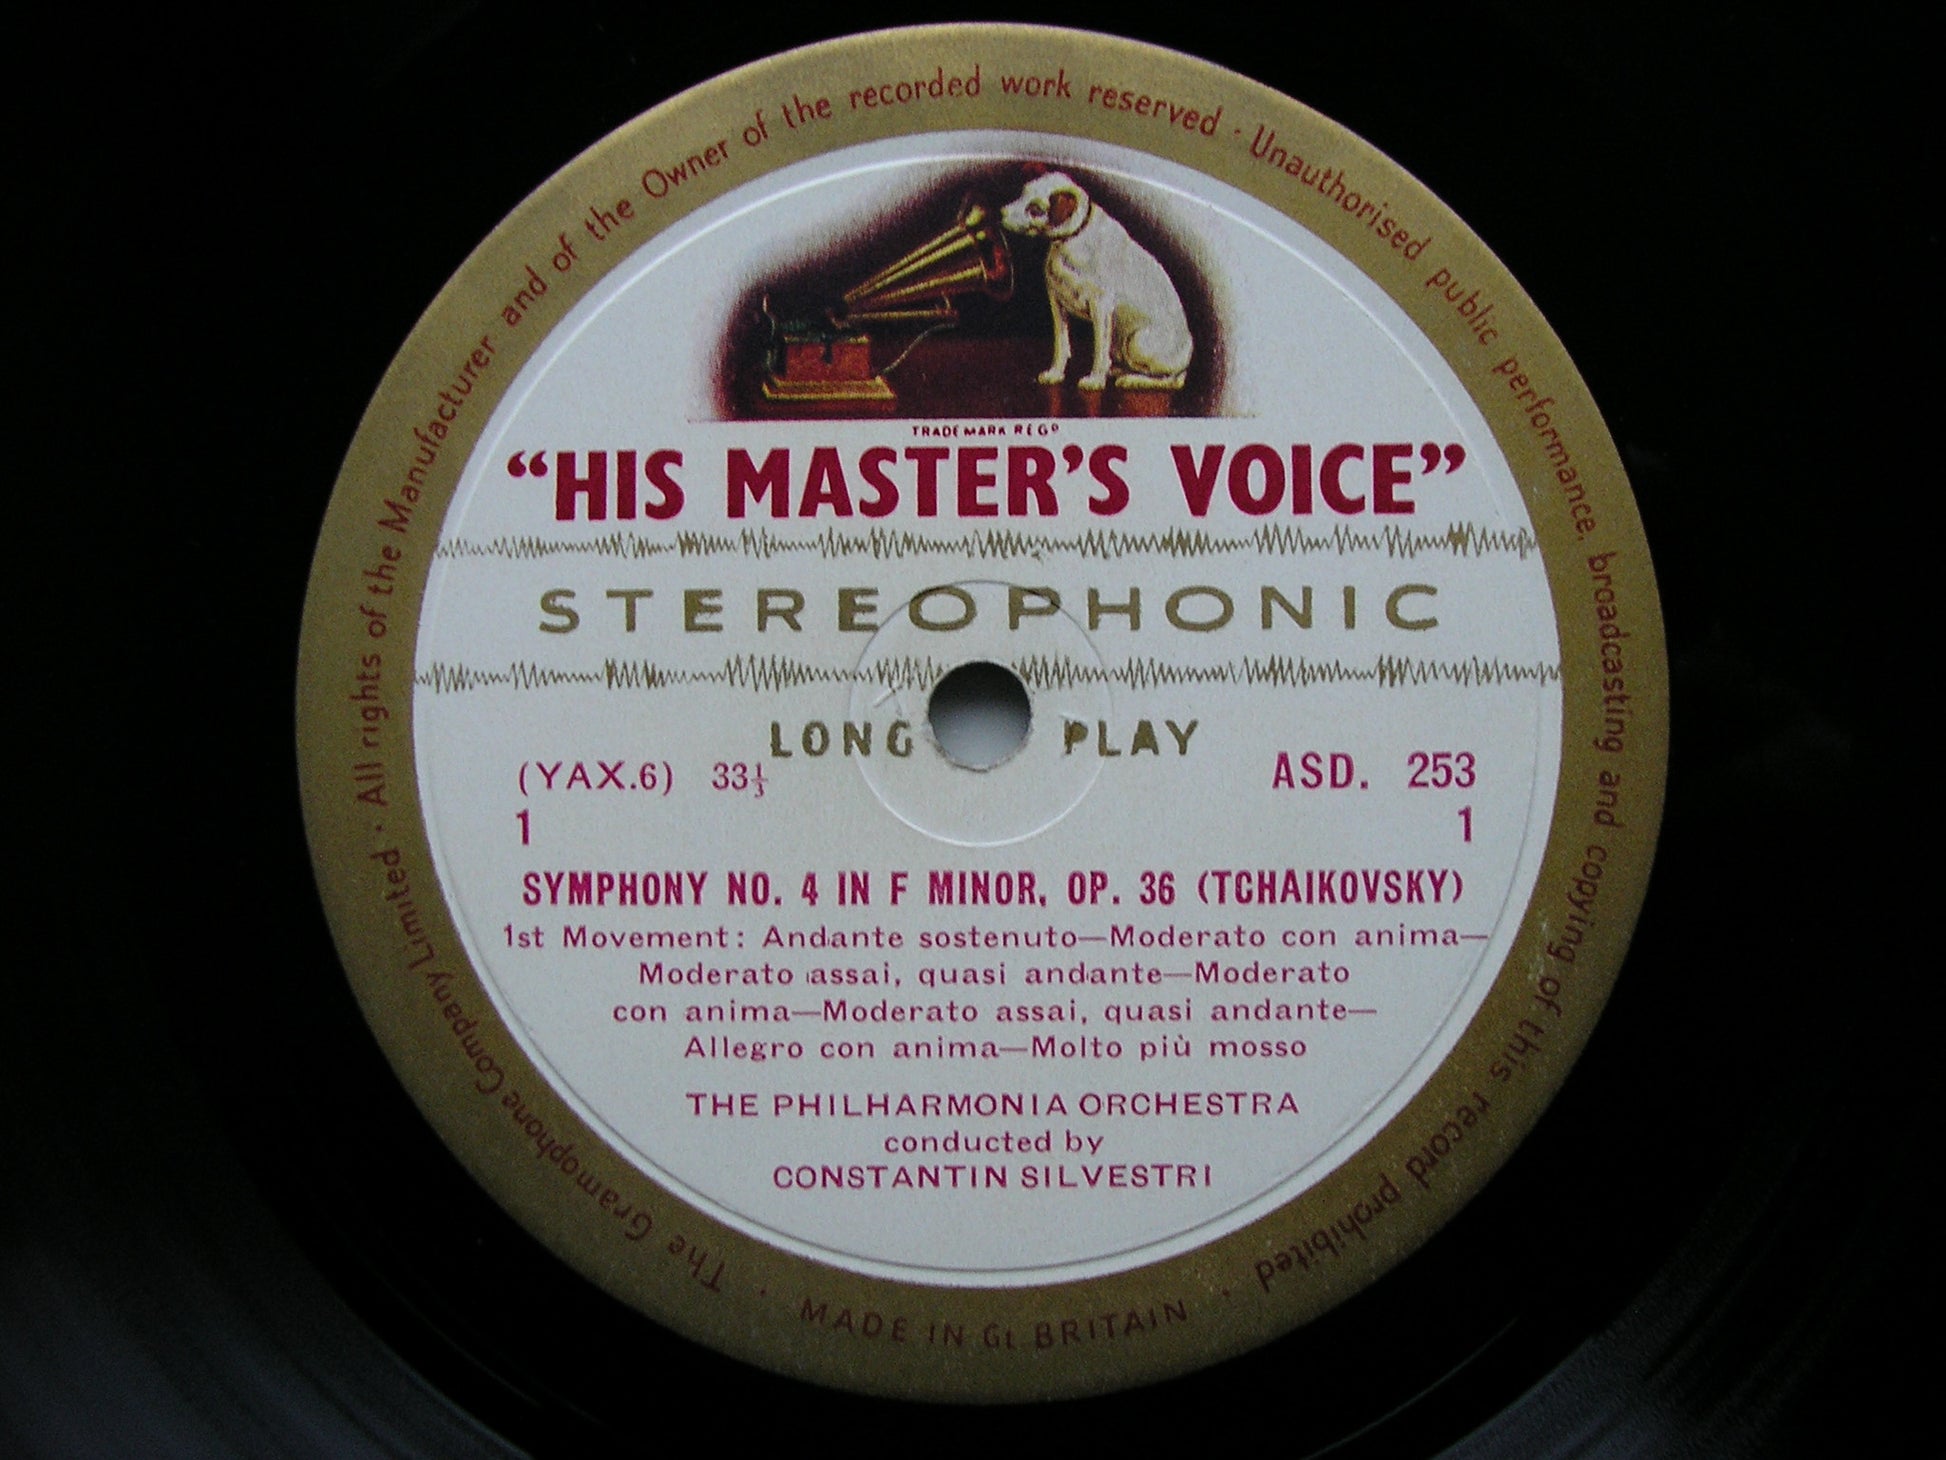 The Gramophone Company Limited · All rights of the Manufacturer and of the Owner of the recorded work reserved · Unauthorised public performance, broadcasting and copying of this record prohibited ·
TRADE MARK REGD
“HIS MASTER’S VOICE”
STEREOPHONIC
LONG PLAY
(YAX.6) 33⅓ ASD. 253
1 1
SYMPHONY NO. 4 IN F MINOR, OP. 36 (TCHAIKOVSKY)
1st Movement: Andante sostenuto—Moderato con anima—
Moderato assai, quasi andante—Moderato
con anima—Moderato assai, quasi andante—
Allegro con anima—Molto più mosso
THE PHILHARMONIA ORCHESTRA
conducted by
CONSTANTIN SILVESTRI
MADE IN Gt. BRITAIN ·